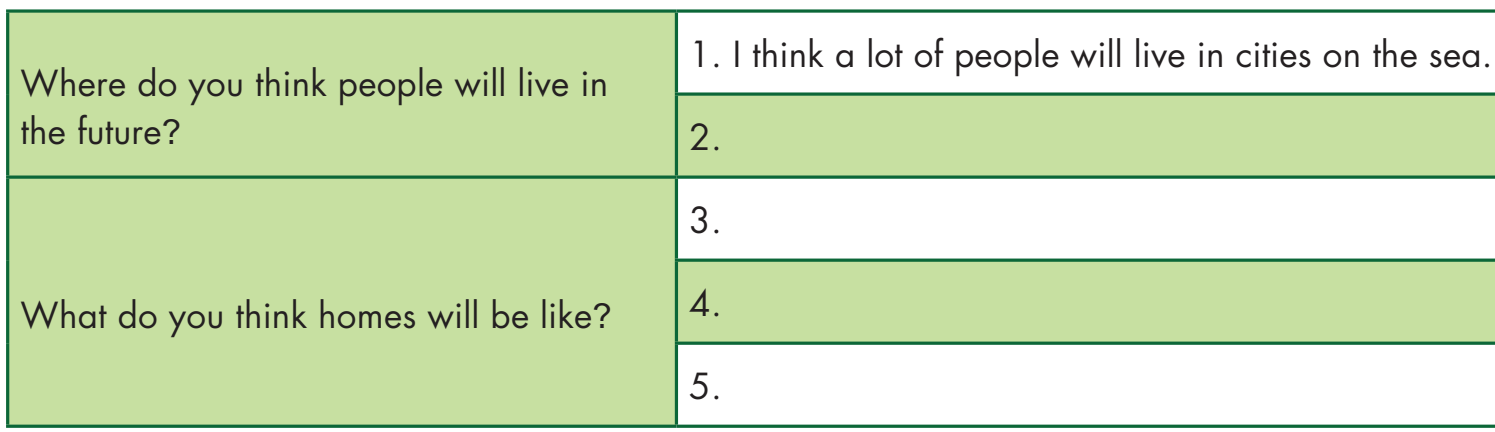 Where do you think people will live in
the future?
1. I think a lot of people will live in cities on the sea.
2.
What do you think homes will be like?
3.
4.
5.